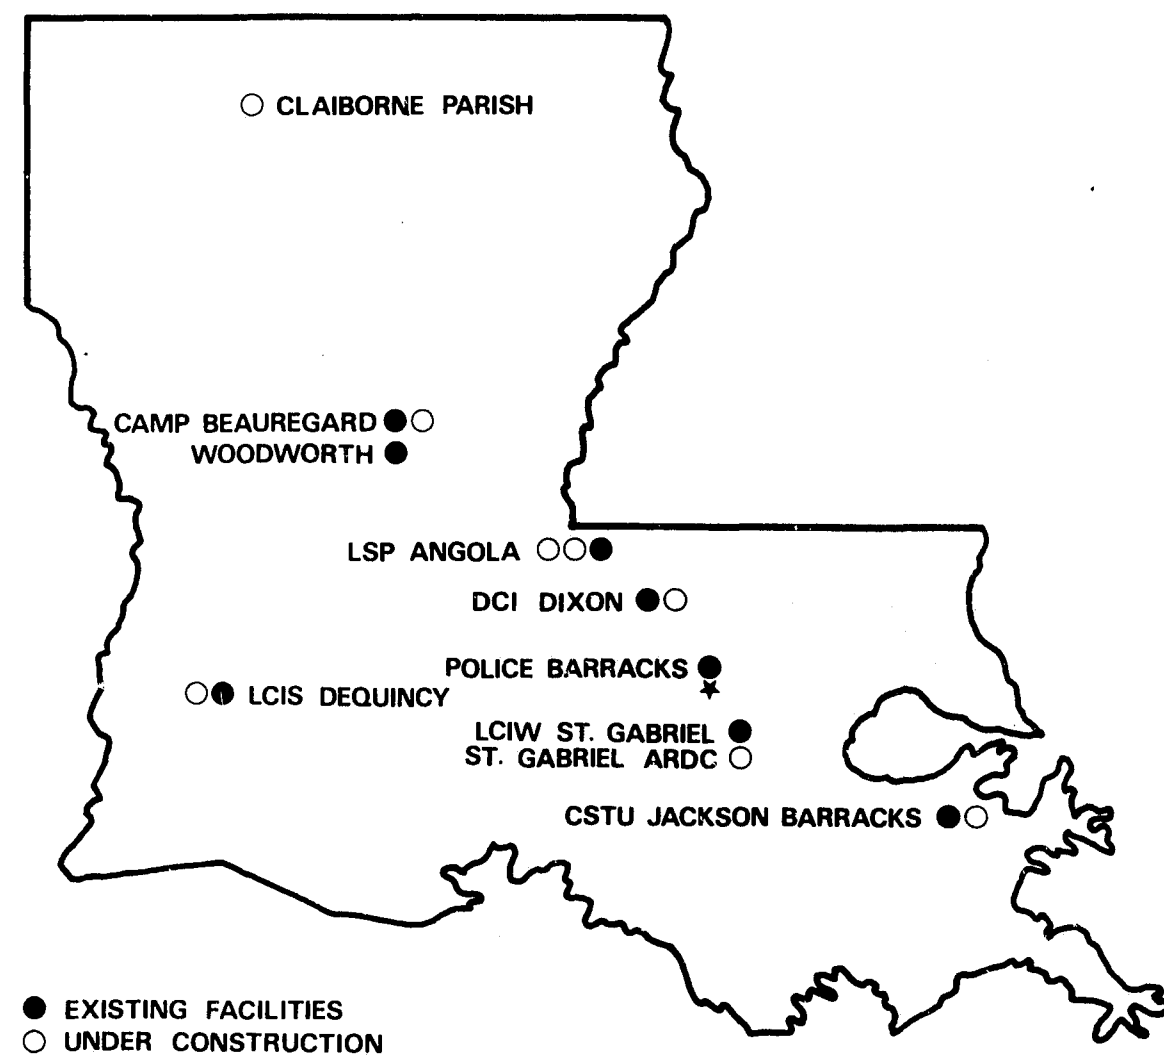 CLAIBORNE PARISH
CAMP BEAUREGARD
WOODWORTH
LSP ANGOLA
DCI DIXON
POLICE BARRACKS
LCIS DEQUINCY
LCIW ST. GABRIEL
ST. GABRIEL ARDC
CSTU JACKSON BARRACKS
EXISTING FACILITIES
UNDER CONSTRUCTION